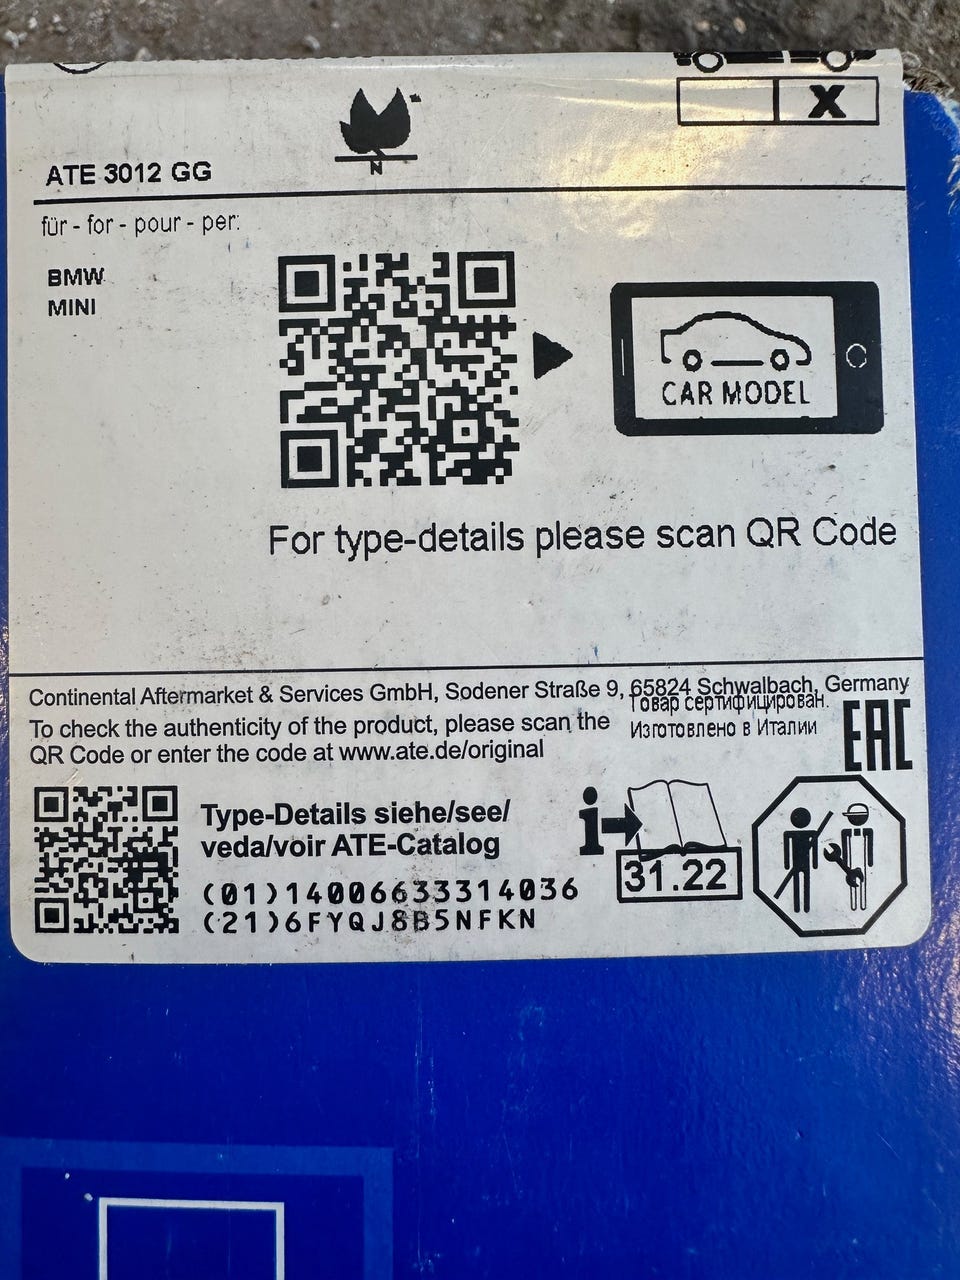 X
N
ATE 3012 GG
für - for - pour - per:
BMW
MINI
CAR MODEL
For type-details please scan QR Code
Continental Aftermarket & Services GmbH, Sodener Straße 9, 65824 Schwalbach, Germany
Товар сертифицирован.
Изготовлено в Италии
EAC
To check the authenticity of the product, please scan the
QR Code or enter the code at www.ate.de/original
Type-Details siehe/see/
veda/voir ATE-Catalog
(01)14006633314036
(21)6FYQJ8B5NFKN
i
31.22